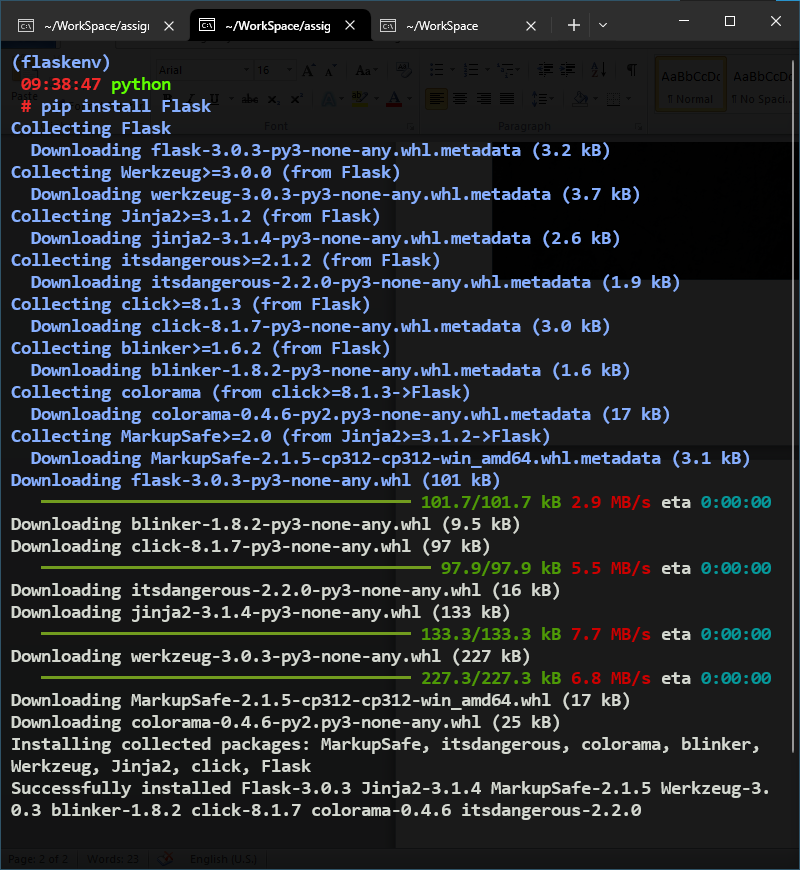 ~/WorkSpace/assigr
~/WorkSpace/assig
~/WorkSpace
(flaskenv)
09:38:47 python
# pip install Flask
Collecting Flask
Downloading flask-3.0.3-py3-none-any.whl.metadata (3.2 kB)
Collecting Werkzeug>=3.0.0 (from Flask)
Downloading werkzeug-3.0.3-py3-none-any.whl.metadata (3.7 kB)
Collecting Jinja2>=3.1.2 (from Flask)
Downloading jinja2-3.1.4-py3-none-any.whl.metadata (2.6 kB)
Collecting itsdangerous>=2.1.2 (from Flask)
Downloading itsdangerous-2.2.0-py3-none-any.whl.metadata (1.9 kB)
Collecting click>=8.1.3 (from Flask)
Downloading click-8.1.7-py3-none-any.whl.metadata (3.0 kB)
Collecting blinker>=1.6.2 (from Flask)
Downloading blinker-1.8.2-py3-none-any.whl.metadata (1.6 kB)
Collecting colorama (from click>=8.1.3->Flask)
Downloading colorama-0.4.6-py2.py3-none-any.whl.metadata (17 kB)
Collecting MarkupSafe>=2.0 (from Jinja2>=3.1.2->Flask)
Downloading MarkupSafe-2.1.5-cp312-cp312-win_amd64.whl.metadata (3.1 kB)
Downloading flask-3.0.3-py3-none-any.whl (101 kB)
101.7/101.7 kB 2.9 MB/s eta 0:00:00
Downloading blinker-1.8.2-py3-none-any.whl (9.5 kB)
Downloading click-8.1.7-py3-none-any.whl (97 kB)
97.9/97.9 kB 5.5 MB/s eta 0:00:00
Downloading itsdangerous-2.2.0-py3-none-any.whl (16 kB)
Downloading jinja2-3.1.4-py3-none-any.whl (133 kB)
133.3/133.3 kB 7.7 MB/s eta 0:00:00
Downloading werkzeug-3.0.3-py3-none-any.whl (227 kB)
227.3/227.3 kB 6.8 MB/s eta 0:00:00
Downloading MarkupSafe-2.1.5-cp312-cp312-win_amd64.whl (17 kB)
Downloading colorama-0.4.6-py2.py3-none-any.whl (25 kB)
Installing collected packages: MarkupSafe, itsdangerous, colorama, blinker,
Werkzeug, Jinja2, click, Flask
Successfully installed Flask-3.0.3 Jinja2-3.1.4 MarkupSafe-2.1.5 Werkzeug-3.
0.3 blinker-1.8.2 click-8.1.7 colorama-0.4.6 itsdangerous-2.2.0
Arial 16
AaBbCcDc AaBbCcDc
¶ Normal ¶ No Spaci...
Font Paragraph
Page: 2 of 2 Words: 23 English (U.S.)